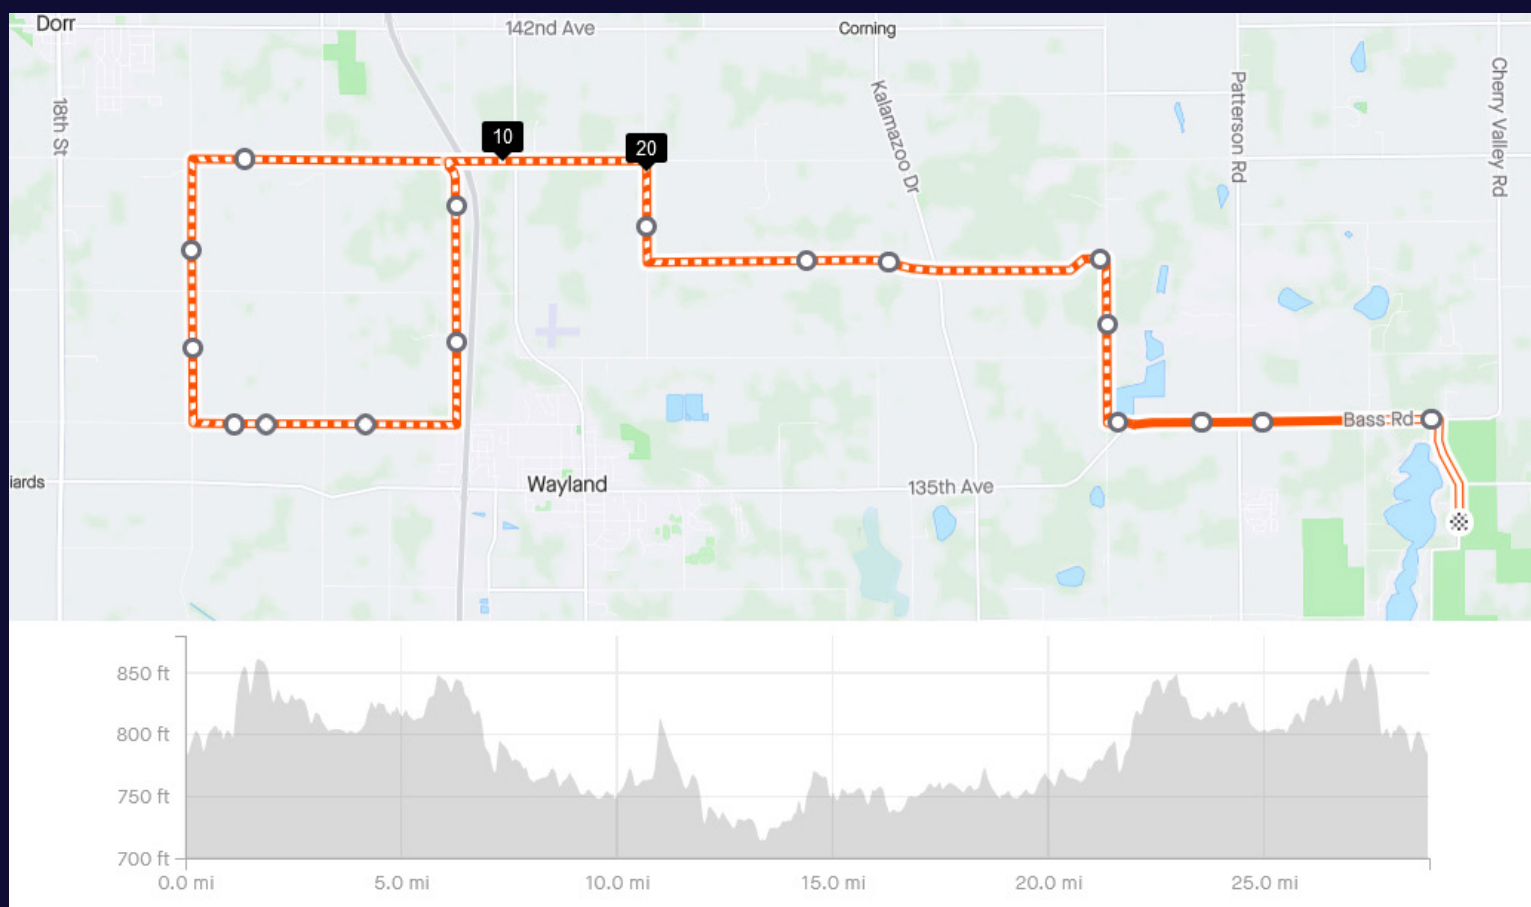 Dorr
142nd Ave
Corning
18th St
Kalamazoo Dr
Patterson Rd
Cherry Valley Rd
10
20
Bass Rd
iards
Wayland
135th Ave
850 ft
800 ft
750 ft
700 ft
0.0 mi
5.0 mi
10.0 mi
15.0 mi
20.0 mi
25.0 mi